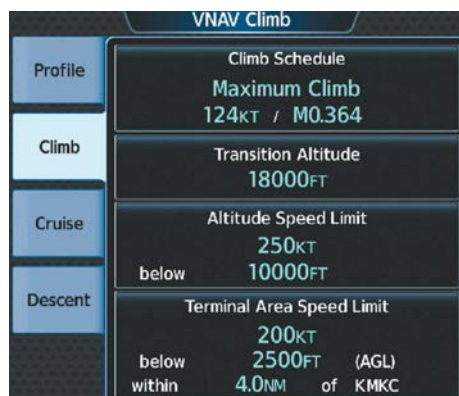 VNAV Climb
Profile
Climb
Cruise
Descent
Climb Schedule
Maximum Climb
124KT / M0.364
Transition Altitude
18000FT
Altitude Speed Limit
250KT
below 10000FT
Terminal Area Speed Limit
200KT
below 2500FT (AGL)
within 4.0NM of KMKC